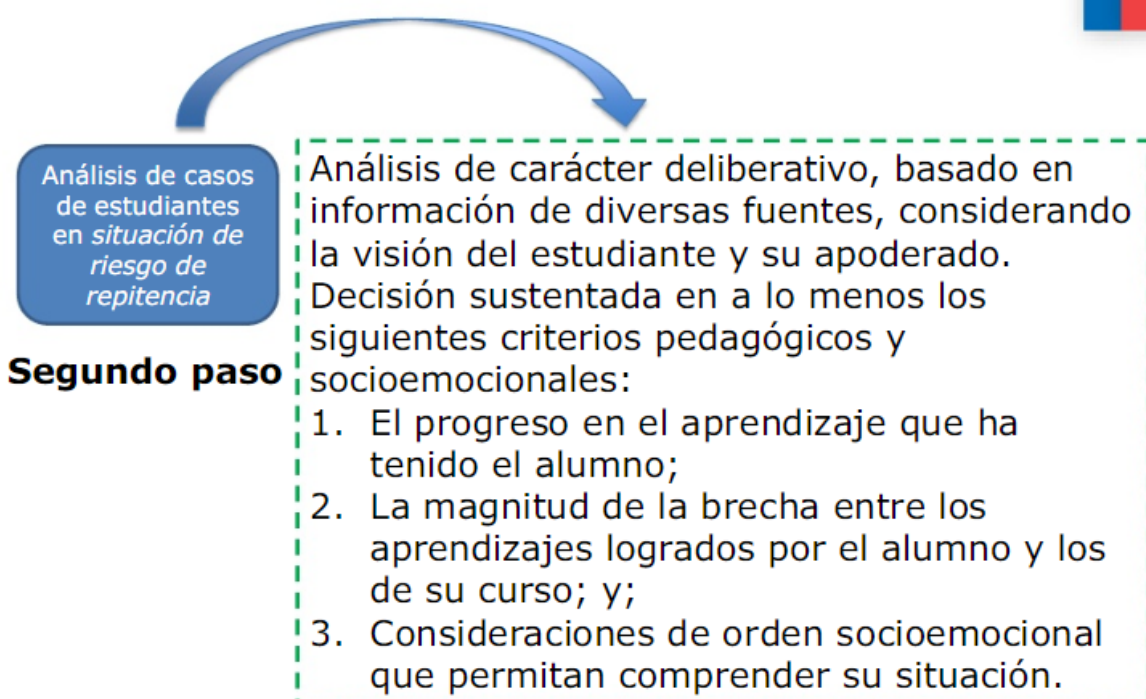 Análisis de casos
de estudiantes
en situación de
riesgo de
repitencia
Segundo paso
Análisis de carácter deliberativo, basado en
información de diversas fuentes, considerando
la visión del estudiante y su apoderado.
Decisión sustentada en a lo menos los
siguientes criterios pedagógicos y
socioemocionales:
1. El progreso en el aprendizaje que ha
tenido el alumno;
2. La magnitud de la brecha entre los
aprendizajes logrados por el alumno y los
de su curso; y;
3. Consideraciones de orden socioemocional
que permitan comprender su situación.